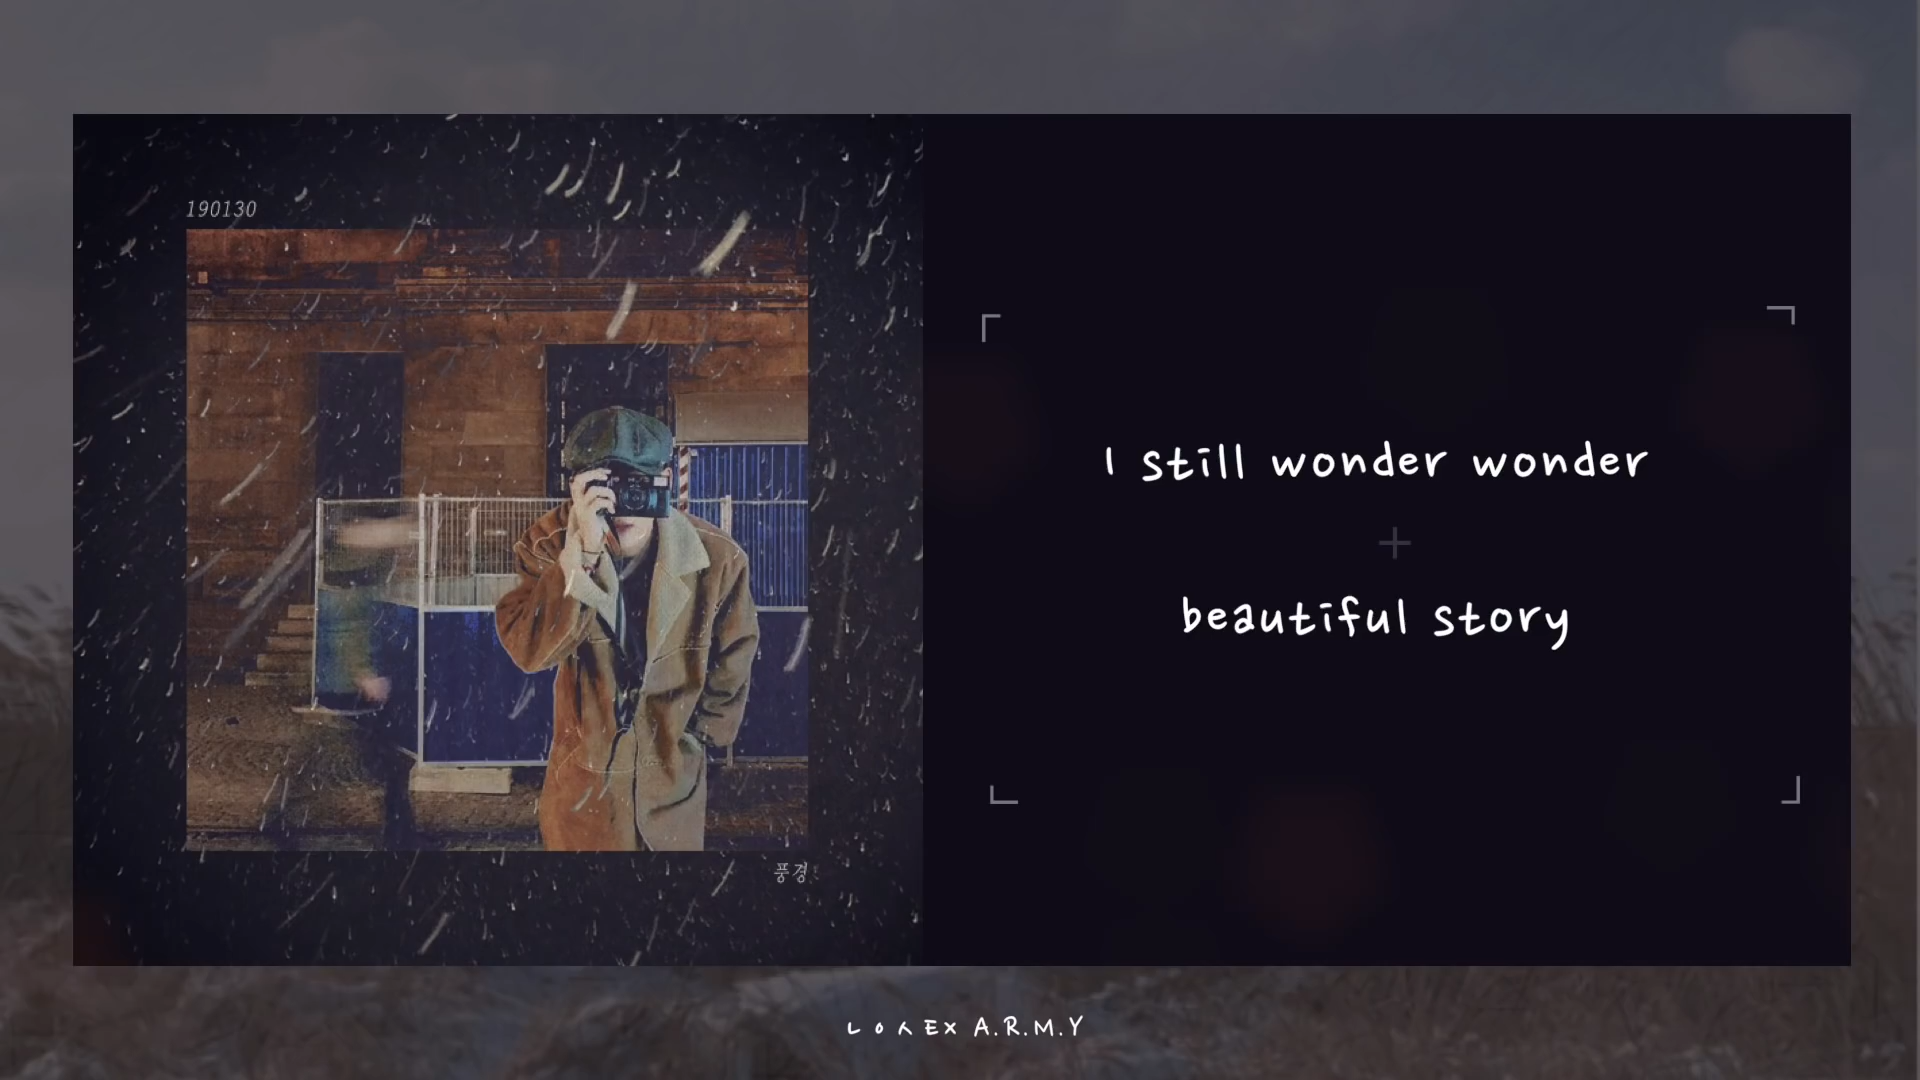 190130
I still wonder wonder
beautiful story
풍경
ㄴㅇㅅEX A.R.M.Y